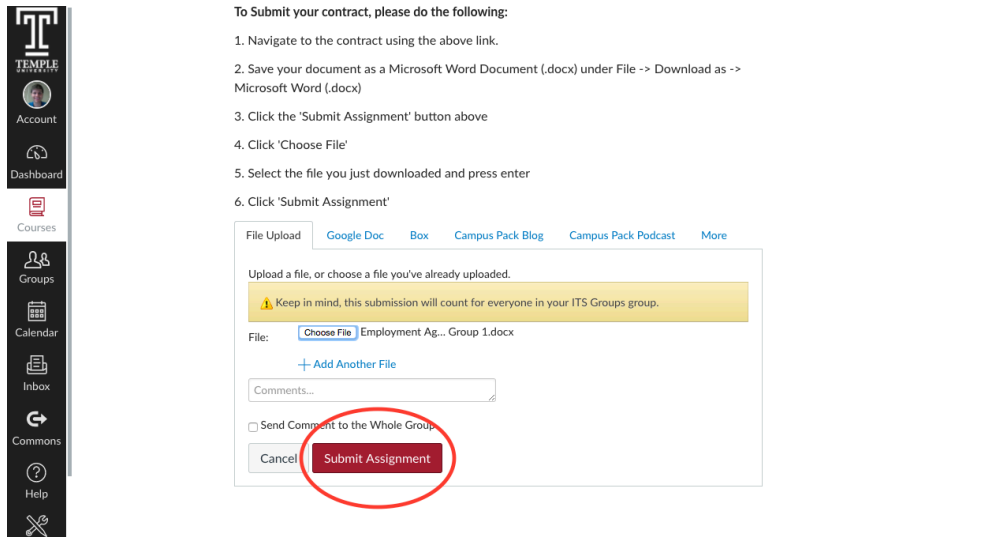 To Submit your contract, please do the following:
1. Navigate to the contract using the above link.
2. Save your document as a Microsoft Word Document (.docx) under File -> Download as ->
Microsoft Word (.docx)
3. Click the 'Submit Assignment' button above
4. Click 'Choose File'
5. Select the file you just downloaded and press enter
6. Click 'Submit Assignment'
TEMPLE
UNIVERSITY
Account
Dashboard
Courses
Groups
Calendar
Inbox
Commons
Help
File Upload Google Doc Box Campus Pack Blog Campus Pack Podcast More
Upload a file, or choose a file you've already uploaded.
Keep in mind, this submission will count for everyone in your ITS Groups group.
File: Choose File Employment Ag... Group 1.docx
Add Another File
Comments...
Send Comment to the Whole Group
Cancel Submit Assignment